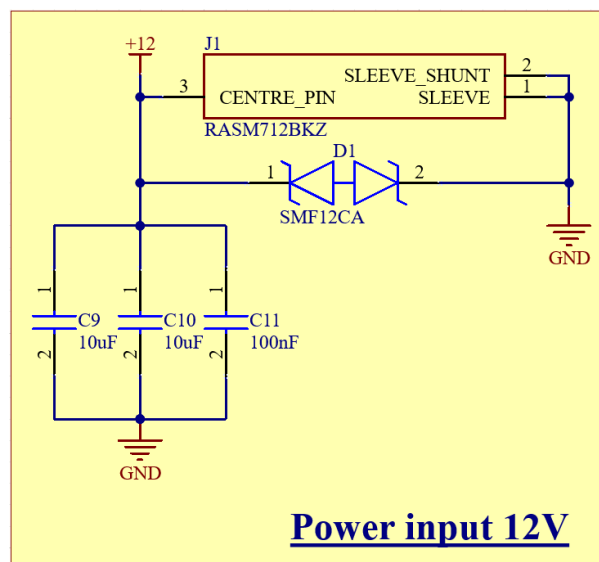 +12
J1
3
CENTRE_PIN
SLEEVE_SHUNT
2
SLEEVE
1
RASM712BKZ
D1
1
2
SMF12CA
GND
1
1
1
C9
10uF
C10
10uF
C11
100nF
2
2
2
GND
Power input 12V